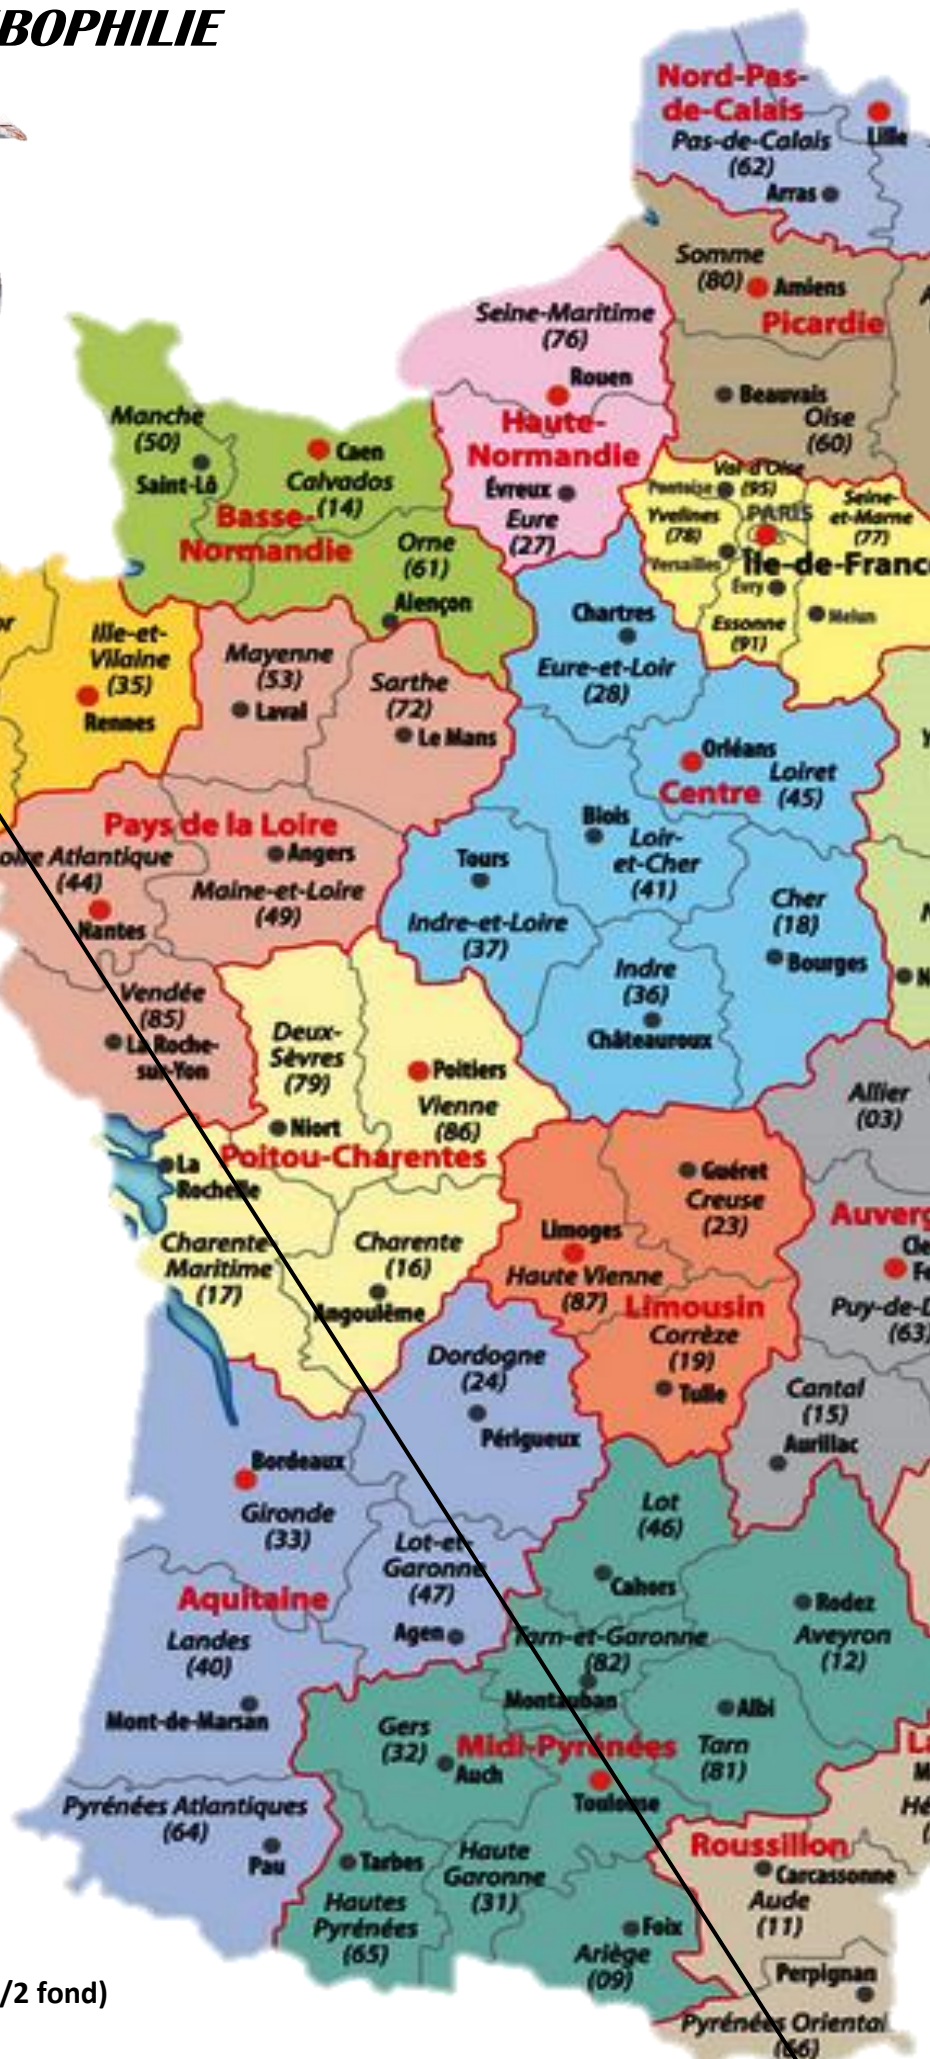 BOPHILIE
Nord-Pas-
de-Calais
Lille
Pas-de-Calais
(62)
Arras
Somme
(80)
Amiens
Picardie
Seine-Maritime
(76)
Rouen
Beauvais
Oise
(60)
Haute-
Normandie
Évreux
Eure
(27)
Manche
(50)
Saint-Lô
Caen
Calvados
(14)
Basse-
Normandie
Orne
(61)
Alençon
Val-d'Oise
(95)
Pontoise
Yvelines
(78)
Versailles
PARIS
Seine-
et-Marne
(77)
Île-de-Franc
Évry
Melun
Essonne
(91)
Ille-et-
Vilaine
(35)
Rennes
Mayenne
(53)
Laval
Sarthe
(72)
Le Mans
Chartres
Eure-et-Loir
(28)
Orléans
Loiret
(45)
Centre
Blois
Loir-
et-Cher
(41)
Pays de la Loire
oire Atlantique
(44)
Nantes
Angers
Maine-et-Loire
(49)
Tours
Indre-et-Loire
(37)
Cher
(18)
Bourges
Indre
(36)
Châteauroux
Vendée
(85)
La Roche-
sur-Yon
Deux-
Sèvres
(79)
Niort
Poitiers
Vienne
(86)
Poitou-Charentes
La
Rochelle
Charente
Maritime
(17)
Charente
(16)
Angoulême
Allier
(03)
Guéret
Creuse
(23)
Limoges
Haute Vienne
(87)
Limousin
Corrèze
(19)
Tulle
Auverg
Cle
Fe
Puy-de-D
(63)
Cantal
(15)
Aurillac
Dordogne
(24)
Périgueux
Bordeaux
Gironde
(33)
Lot-et-
Garonne
(47)
Agen
Aquitaine
Landes
(40)
Mont-de-Marsan
Lot
(46)
Cahors
Rodez
Aveyron
(12)
Tarn-et-Garonne
(82)
Montauban
Albi
Tarn
(81)
Gers
(32)
Auch
Midi-Pyrénées
Toulouse
Pyrénées Atlantiques
(64)
Pau
Tarbes
Hautes
Pyrénées
(65)
Haute
Garonne
(31)
Foix
Ariège
(09)
La
M
Hé
Roussillon
Carcassonne
Aude
(11)
Perpignan
Pyrénées Oriental
(66)
/2 fond)